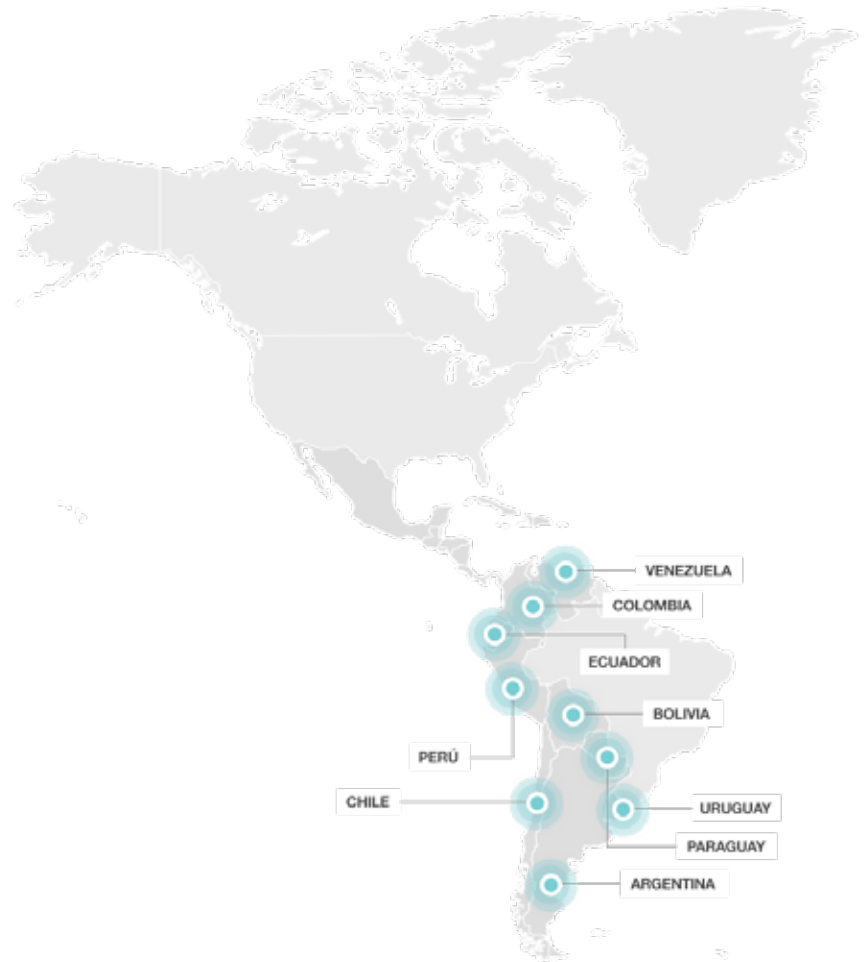 VENEZUELA
COLOMBIA
ECUADOR
BOLIVIA
PERÚ
CHILE
URUGUAY
PARAGUAY
ARGENTINA